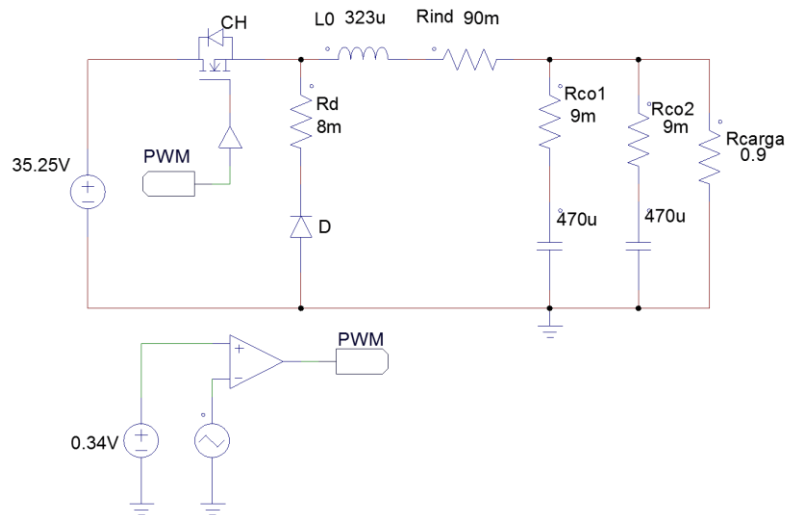 CH
L0 323u
Rind 90m
Rd
8m
Rco1
9m
Rco2
9m
Rcarga
0.9
PWM
35.25V
D
470u
470u
PWM
0.34V